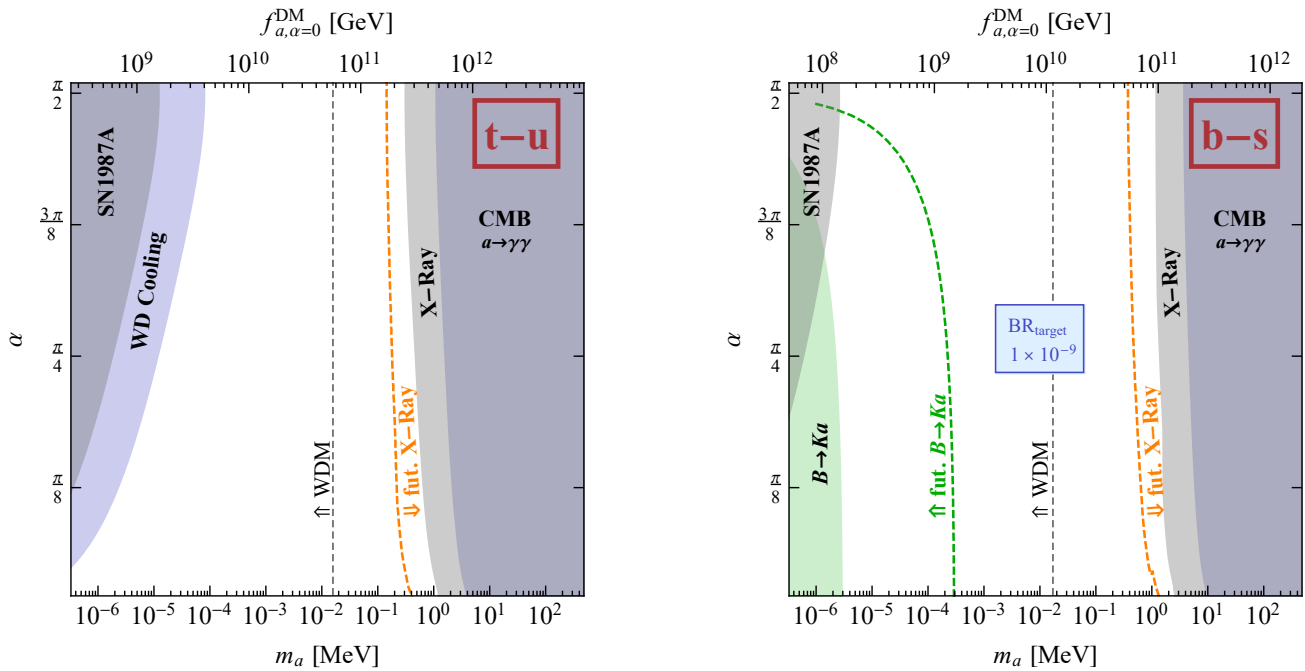 f_{a,α=0}^{DM} [GeV]
10^9 10^10 10^11 10^12
π/2
3π/8
π/4
π/8
α
SN1987A
WD Cooling
⇑ WDM
⇓ fut. X−Ray
X−Ray
t−u
CMB
a→γγ
10^−6 10^−5 10^−4 10^−3 10^−2 10^−1 10^0 10^1 10^2
m_a [MeV]
f_{a,α=0}^{DM} [GeV]
10^8 10^9 10^10 10^11 10^12
π/2
3π/8
π/4
π/8
α
SN1987A
B→Ka
⇑ fut. B→Ka
BR_target
1 × 10^−9
⇑ WDM
⇓ fut. X−Ray
X−Ray
b−s
CMB
a→γγ
10^−6 10^−5 10^−4 10^−3 10^−2 10^−1 10^0 10^1 10^2
m_a [MeV]